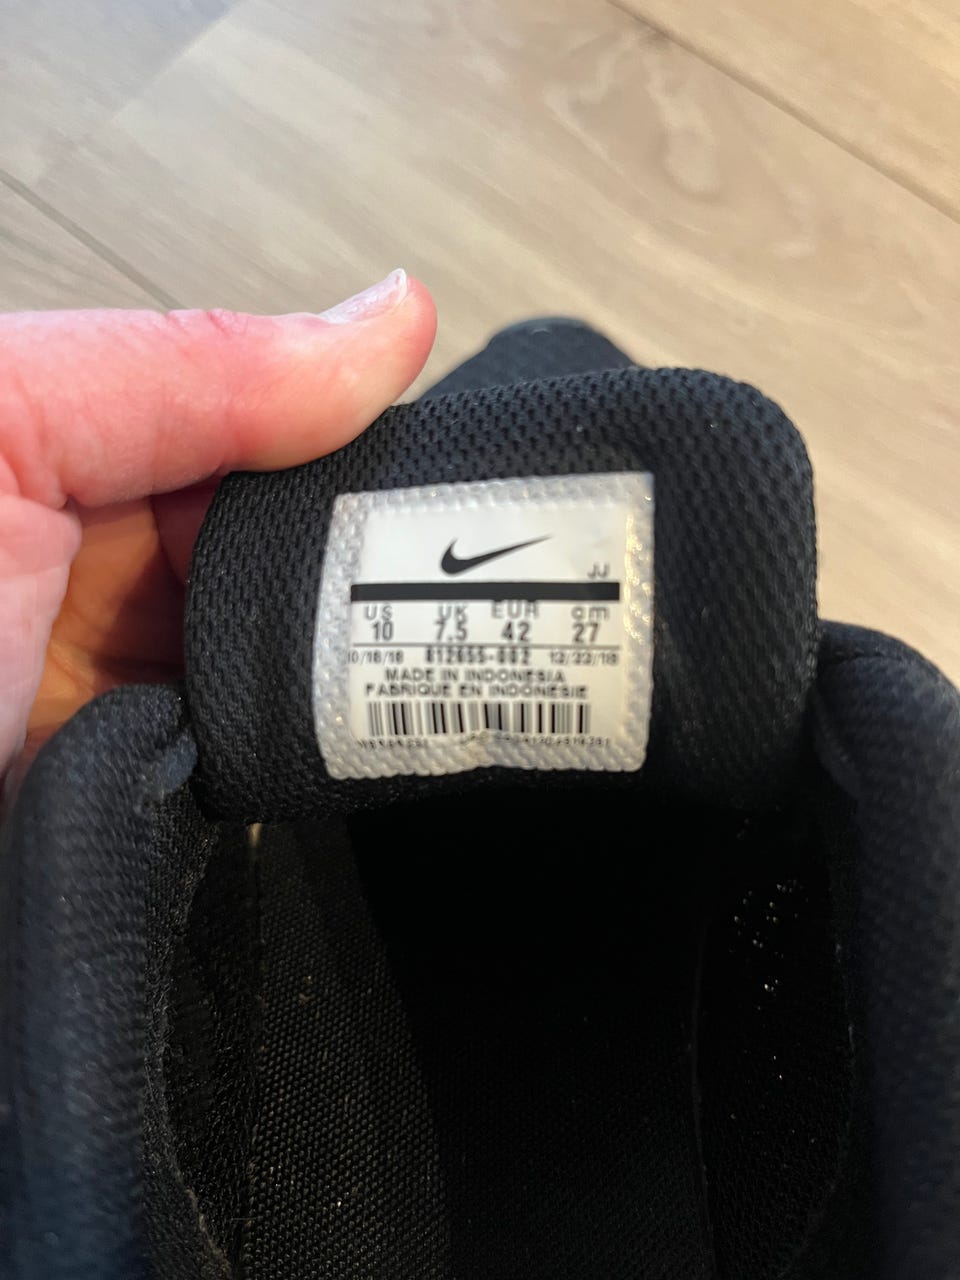 JJ
US UK EUR cm
10 7.5 42 27
10/18/18 812655-002 12/22/18
MADE IN INDONESIA
FABRIQUE EN INDONESIE